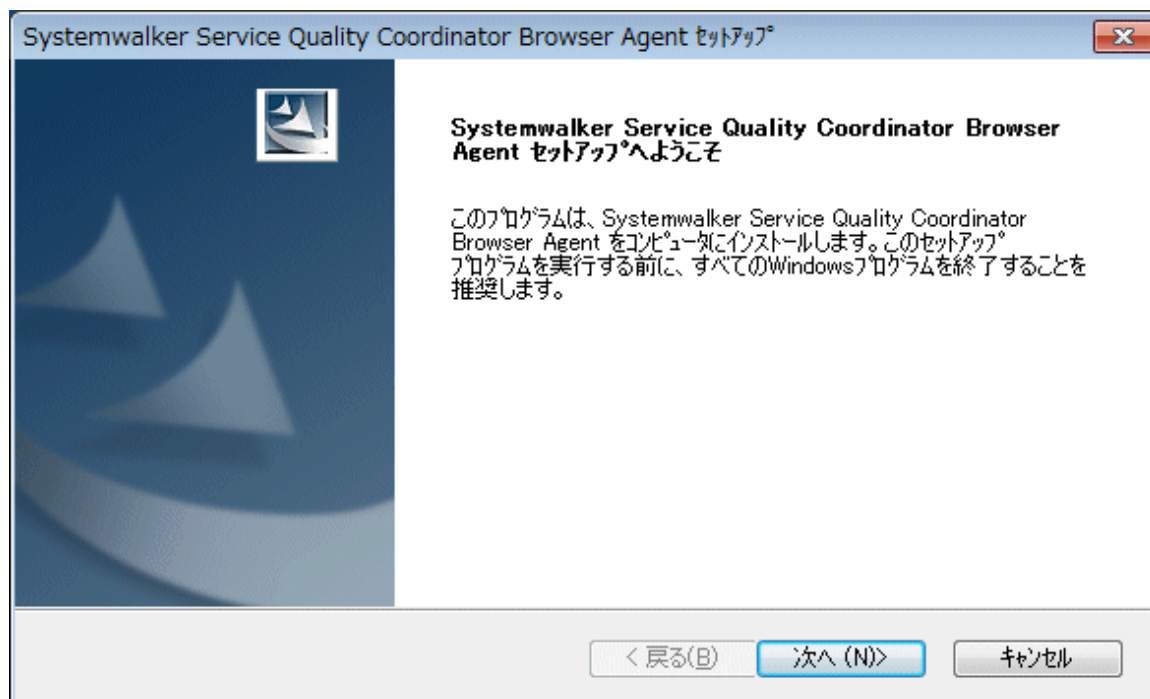 Systemwalker Service Quality Coordinator Browser Agent ｾｯﾄｱｯﾌﾟ
Systemwalker Service Quality Coordinator Browser
Agent ｾｯﾄｱｯﾌﾟへようこそ
このﾌﾟﾛｸﾞﾗﾑは、Systemwalker Service Quality Coordinator
Browser Agent をｺﾝﾋﾟｭｰﾀにインストールします。このセットアップ
ﾌﾟﾛｸﾞﾗﾑを実行する前に、すべてのWindowsﾌﾟﾛｸﾞﾗﾑを終了することを
推奨します。
< 戻る(B)
次へ (N)>
ｷｬﾝｾﾙ